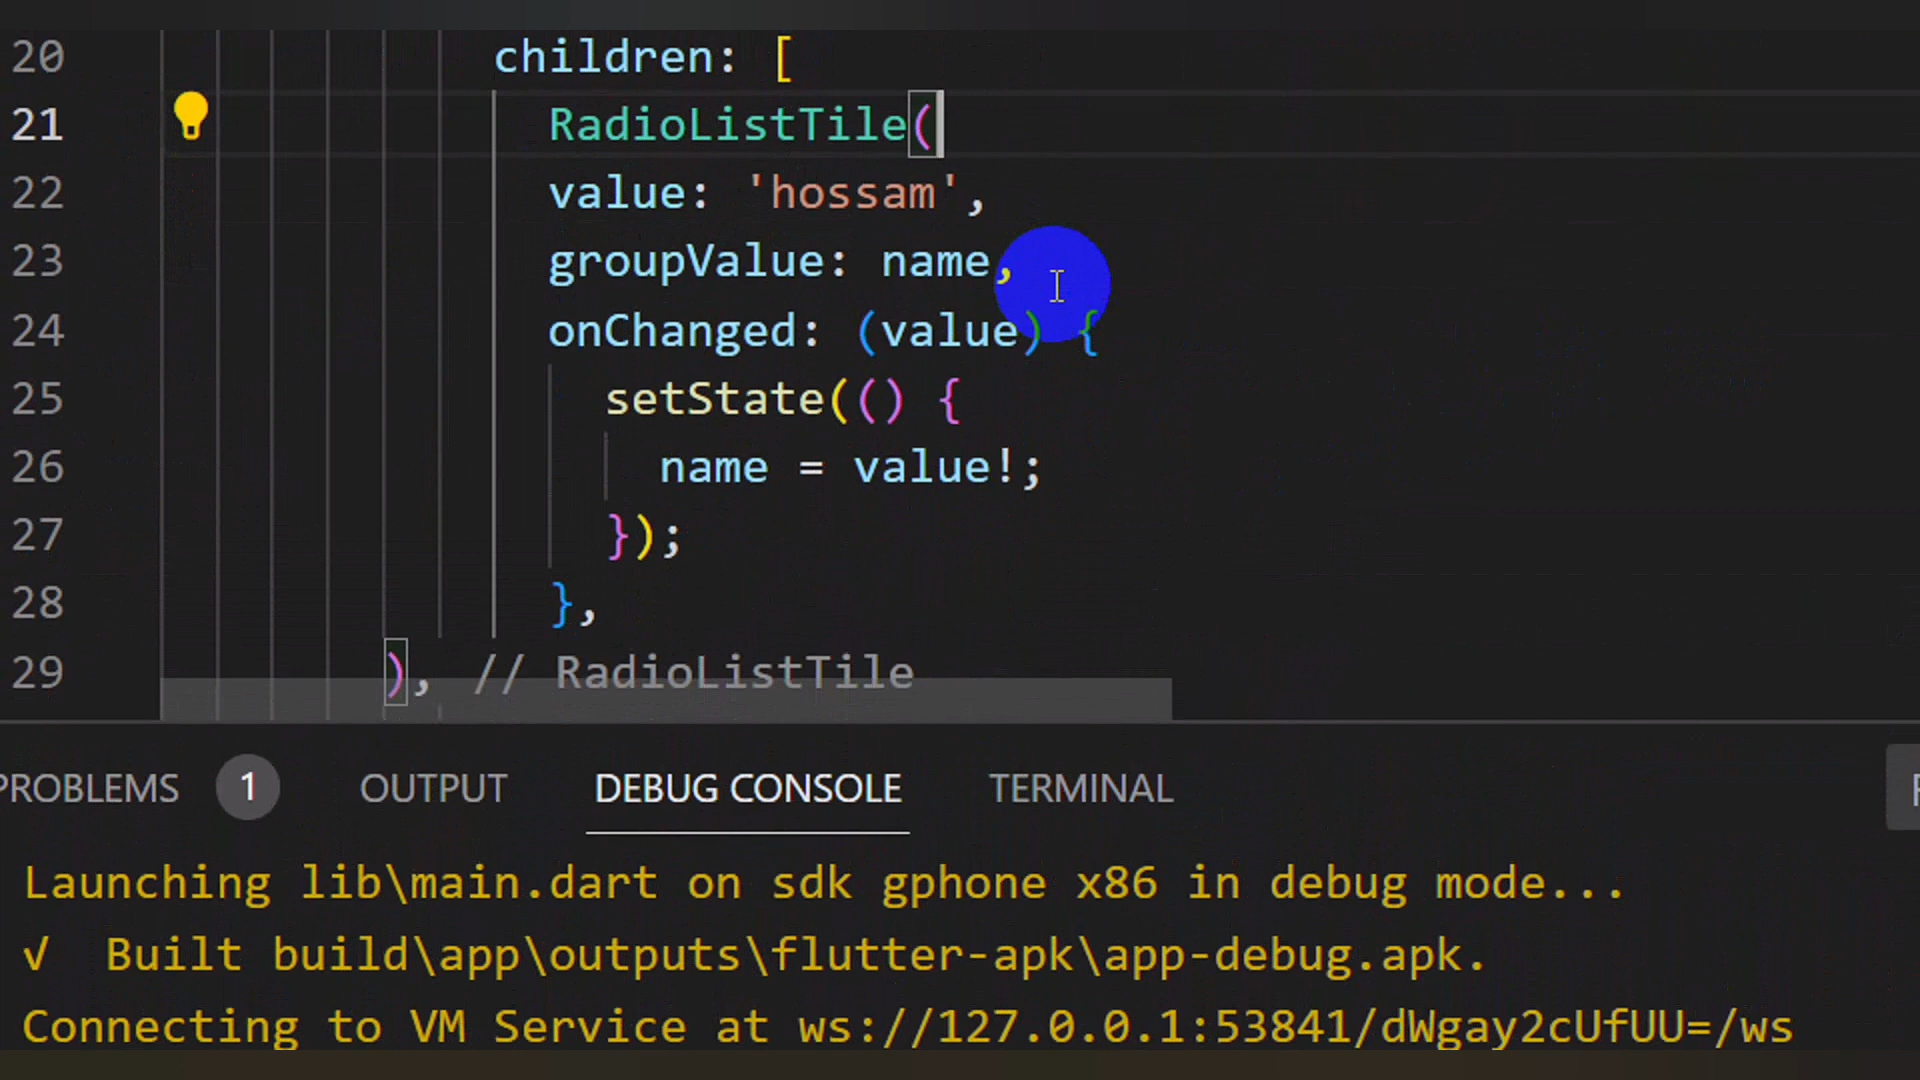 20 children: [
21 RadioListTile(
22 value: 'hossam',
23 groupValue: name,
24 onChanged: (value) {
25 setState(() {
26 name = value!;
27 });
28 },
29 ), // RadioListTile
PROBLEMS 1 OUTPUT DEBUG CONSOLE TERMINAL
Launching lib\main.dart on sdk gphone x86 in debug mode...
√ Built build\app\outputs\flutter-apk\app-debug.apk.
Connecting to VM Service at ws://127.0.0.1:53841/dWgay2cUfUU=/ws